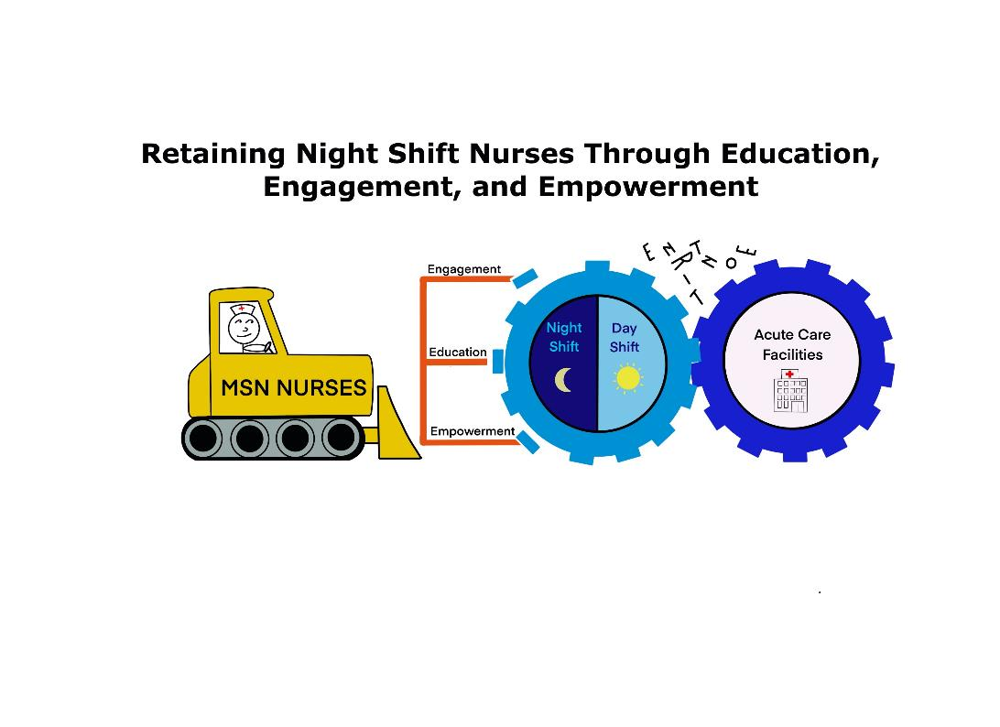 Retaining Night Shift Nurses Through Education,
Engagement, and Empowerment
MSN NURSES
Engagement
Education
Empowerment
Night
Shift
Day
Shift
E N R T N O E
I
T
Acute Care
Facilities